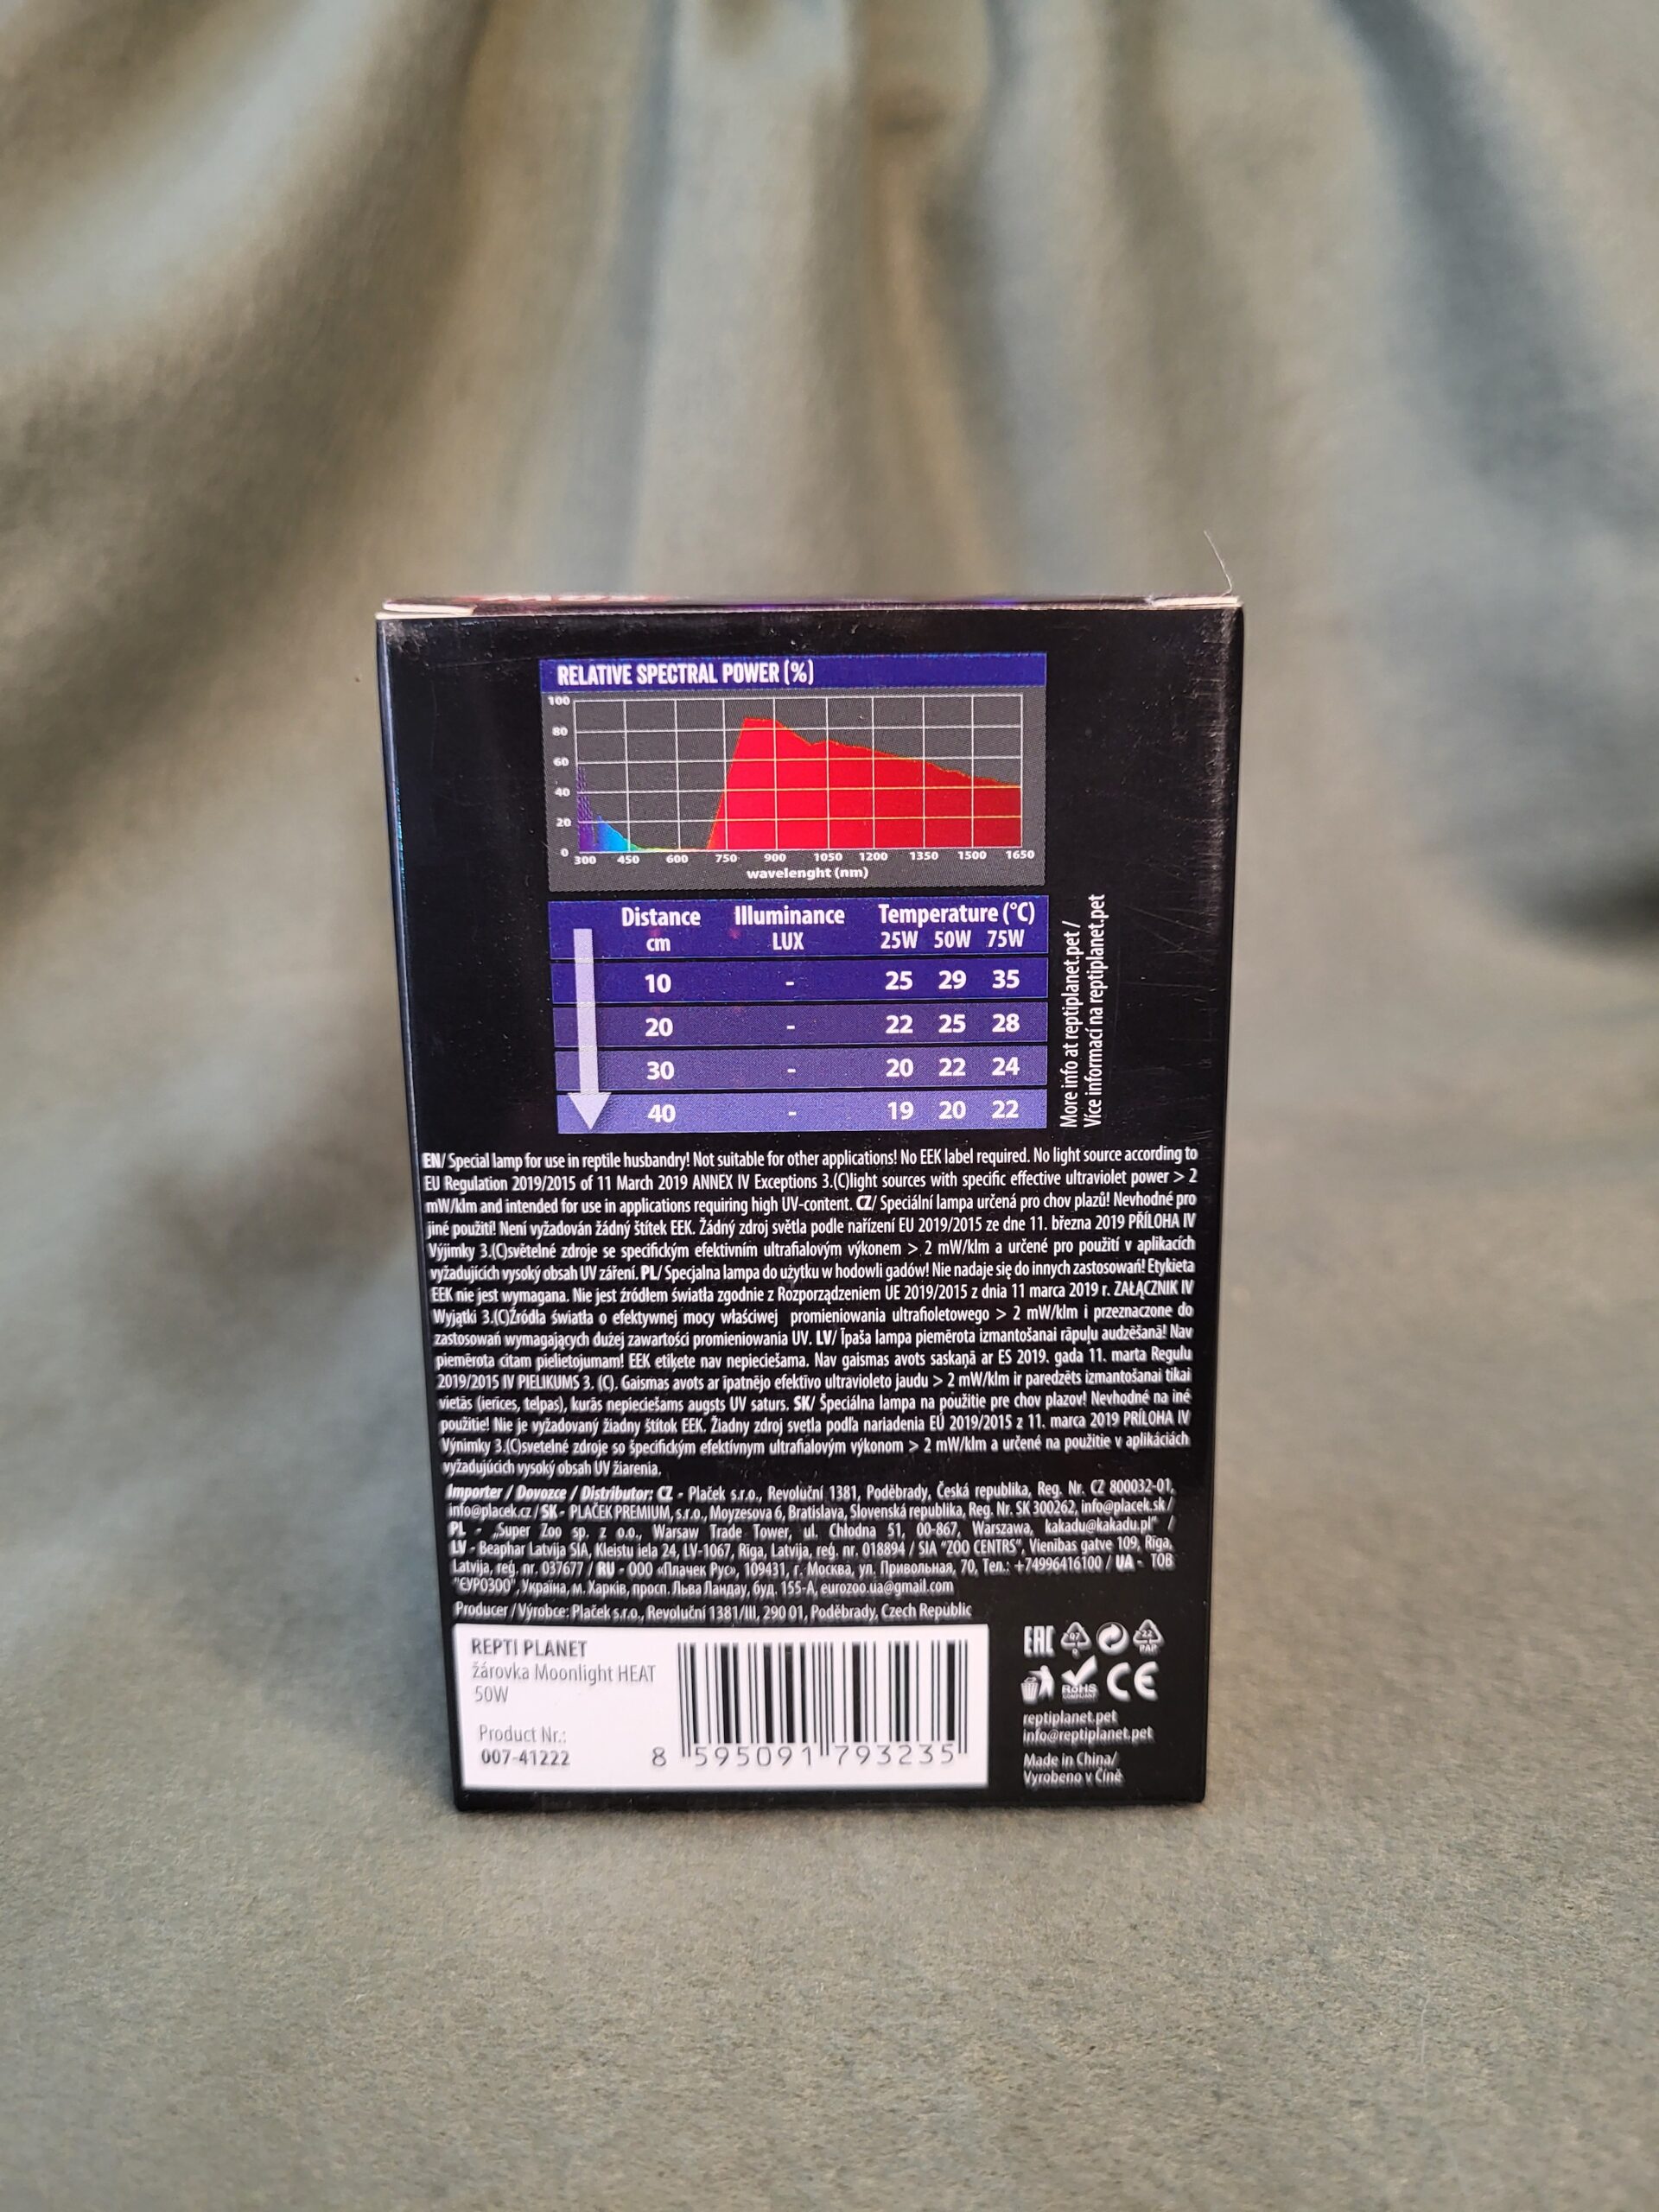 RELATIVE SPECTRAL POWER (%)
100
80
60
40
20
0
300 450 600 750 900 1050 1200 1350 1500 1650
wavelenght (nm)
Distance Illuminance Temperature (°C)
cm LUX 25W 50W 75W
10 - 25 29 35
20 - 22 25 28
30 - 20 22 24
40 - 19 20 22
More info at reptiplanet.pet /
Více informací na reptiplanet.pet
EN/ Special lamp for use in reptile husbandry! Not suitable for other applications! No EEK label required. No light source according to
EU Regulation 2019/2015 of 11 March 2019 ANNEX IV Exceptions 3.(C)light sources with specific effective ultraviolet power > 2
mW/klm and intended for use in applications requiring high UV-content. CZ/ Speciální lampa určená pro chov plazů! Nevhodné pro
jiné použití! Není vyžadován žádný štítek EEK. Žádný zdroj světla podle nařízení EU 2019/2015 ze dne 11. března 2019 PŘÍLOHA IV
Výjimky 3.(C)světelné zdroje se specifickým efektivním ultrafialovým výkonem > 2 mW/klm a určené pro použití v aplikacích
vyžadujících vysoký obsah UV záření. PL/ Specjalna lampa do użytku w hodowli gadów! Nie nadaje się do innych zastosowań! Etykieta
EEK nie jest wymagana. Nie jest źródłem światła zgodnie z Rozporządzeniem UE 2019/2015 z dnia 11 marca 2019 r. ZAŁĄCZNIK IV
Wyjątki 3.(C)Źródła światła o efektywnej mocy właściwej promieniowania ultrafioletowego > 2 mW/klm i przeznaczone do
zastosowań wymagających dużej zawartości promieniowania UV. LV/ Īpaša lampa piemērota izmantošanai rāpuļu audzēšanā! Nav
piemērota citam pielietojumam! EEK etiķete nav nepieciešama. Nav gaismas avots saskaņā ar ES 2019. gada 11. marta Regulu
2019/2015 IV PIELIKUMS 3. (C). Gaismas avots ar īpatnējo efektīvo ultravioleto jaudu > 2 mW/klm ir paredzēts izmantošanai tikai
vietās (ierīces, telpas), kurās nepieciešams augsts UV saturs. SK/ Špeciálna lampa na použitie pre chov plazov! Nevhodné na iné
použitie! Nie je vyžadovaný žiadny štítok EEK. Žiadny zdroj svetla podľa nariadenia EÚ 2019/2015 z 11. marca 2019 PRÍLOHA IV
Výnimky 3.(C)svetelné zdroje so špecifickým efektívnym ultrafialovým výkonom > 2 mW/klm a určené na použitie v aplikáciách
vyžadujúcich vysoký obsah UV žiarenia.
Importer / Dovozce / Distributor: CZ - Plaček s.r.o., Revoluční 1381, Poděbrady, Česká republika, Reg. Nr. CZ 800032-01,
info@placek.cz / SK - PLAČEK PREMIUM, s.r.o., Moyzesova 6, Bratislava, Slovenská republika, Reg. Nr. SK 300262, info@placek.sk /
PL - „Super Zoo sp. z o.o., Warsaw Trade Tower, ul. Chłodna 51, 00-867, Warszawa, kakadu@kakadu.pl" /
LV - Beaphar Latvija SIA, Kleistu iela 24, LV-1067, Rīga, Latvija, reģ. nr. 018894 / SIA "ZOO CENTRS", Vienības gatve 109, Rīga,
Latvija, reģ. nr. 037677 / RU - ООО «Плачек Рус», 109431, г. Москва, ул. Привольная, 70, Тел.: +74996416100 / UA - ТОВ
"ЄУРОЗОО", Україна, м. Харків, просп. Льва Ландау, буд. 155-А, eurozoo.ua@gmail.com
Producer / Výrobce: Plaček s.r.o., Revoluční 1381/III, 290 01, Poděbrady, Czech Republic
REPTI PLANET
žárovka Moonlight HEAT
50W
Product Nr.:
007-41222
8 595091 793235
EAC 07 22
PAP
RoHS CE
reptiplanet.pet
info@reptiplanet.pet
Made in China/
Vyrobeno v Číně